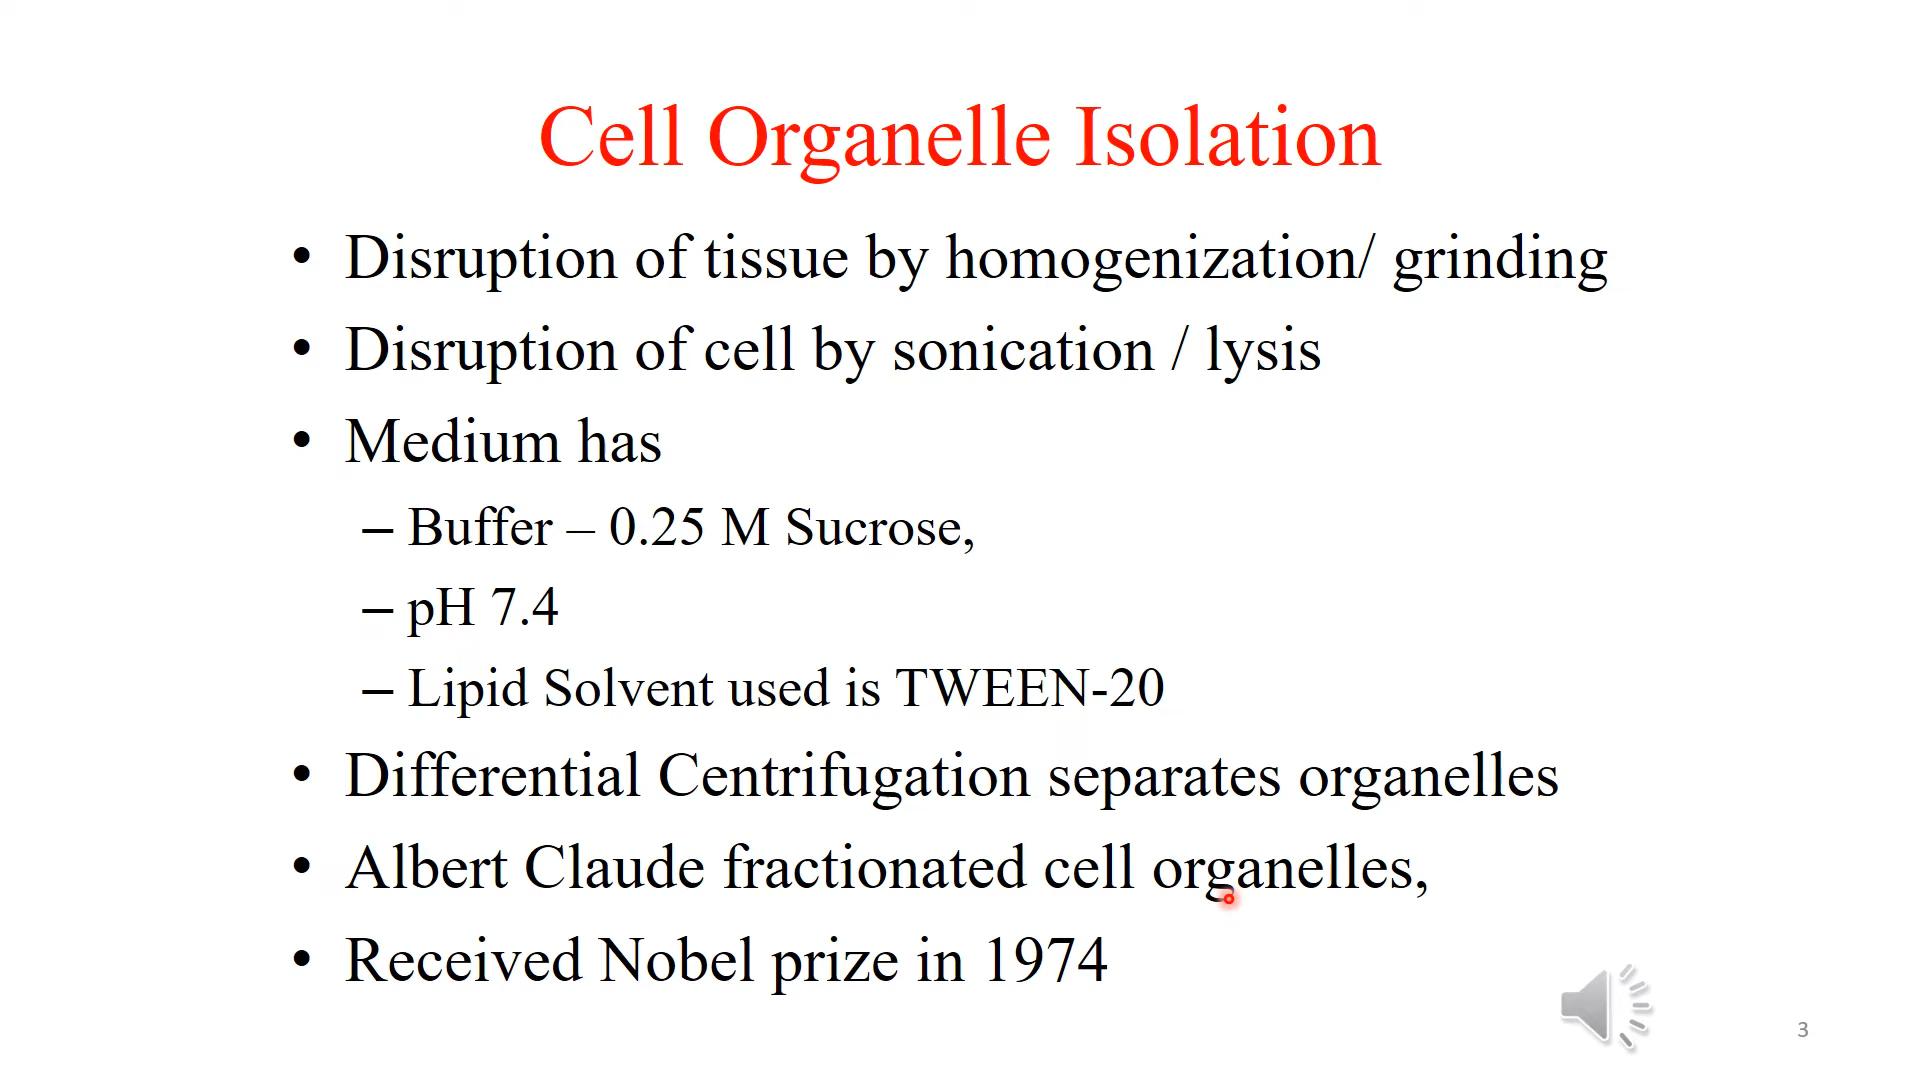 Cell Organelle Isolation
• Disruption of tissue by homogenization/ grinding
• Disruption of cell by sonication / lysis
• Medium has
– Buffer – 0.25 M Sucrose,
– pH 7.4
– Lipid Solvent used is TWEEN-20
• Differential Centrifugation separates organelles
• Albert Claude fractionated cell organelles,
• Received Nobel prize in 1974
3